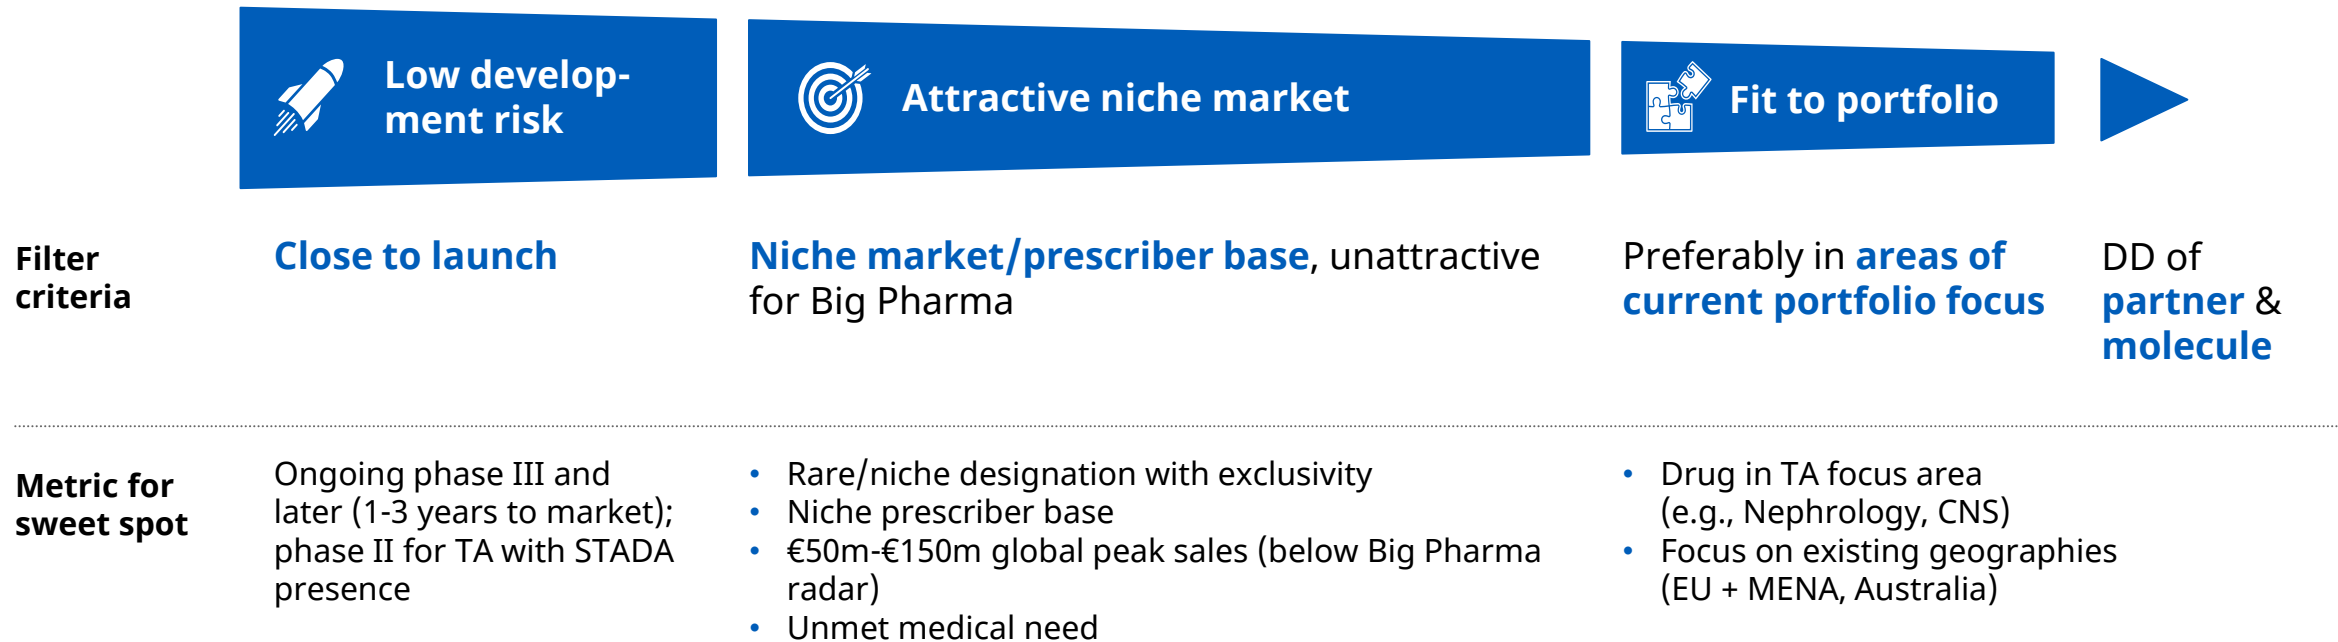 Low develop-
ment risk
Attractive niche market
Fit to portfolio
Filter
criteria
Close to launch
Niche market/prescriber base, unattractive
for Big Pharma
Preferably in areas of
current portfolio focus
DD of
partner &
molecule
Metric for
sweet spot
Ongoing phase III and
later (1-3 years to market);
phase II for TA with STADA
presence
• Rare/niche designation with exclusivity
• Niche prescriber base
• €50m-€150m global peak sales (below Big Pharma
radar)
• Unmet medical need
• Drug in TA focus area
(e.g., Nephrology, CNS)
• Focus on existing geographies
(EU + MENA, Australia)